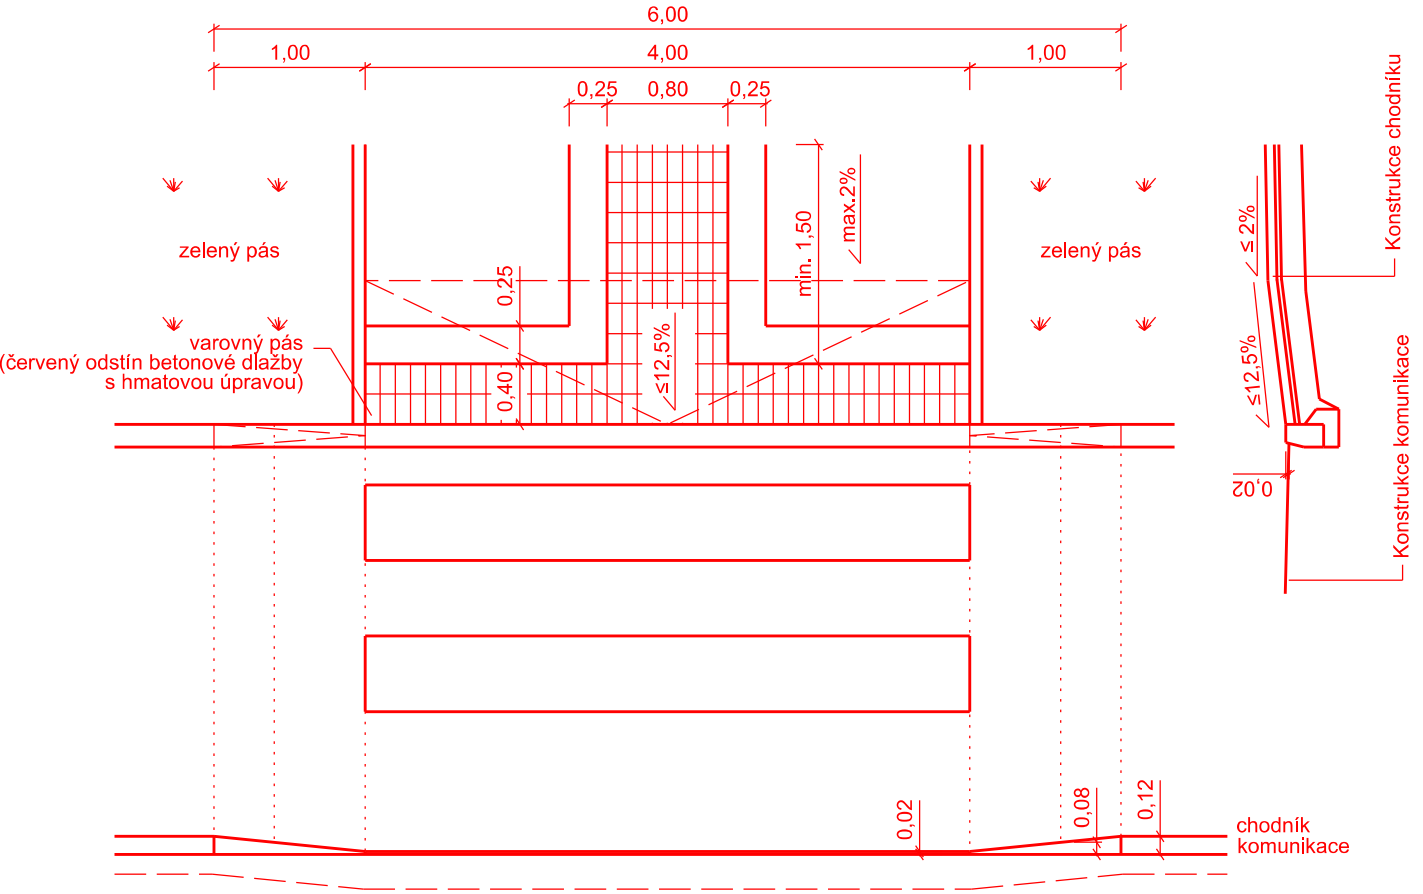 6,00
1,00
4,00
1,00
0,25
0,80
0,25
zelený pás
min. 1,50
max.2%
zelený pás
0,25
varovný pás
(červený odstín betonové dlažby
s hmatovou úpravou)
0,40
≤12,5%
≤ 2%
≤12,5%
0,02
Konstrukce chodníku
Konstrukce komunikace
0,02
0,08
0,12
chodník
komunikace